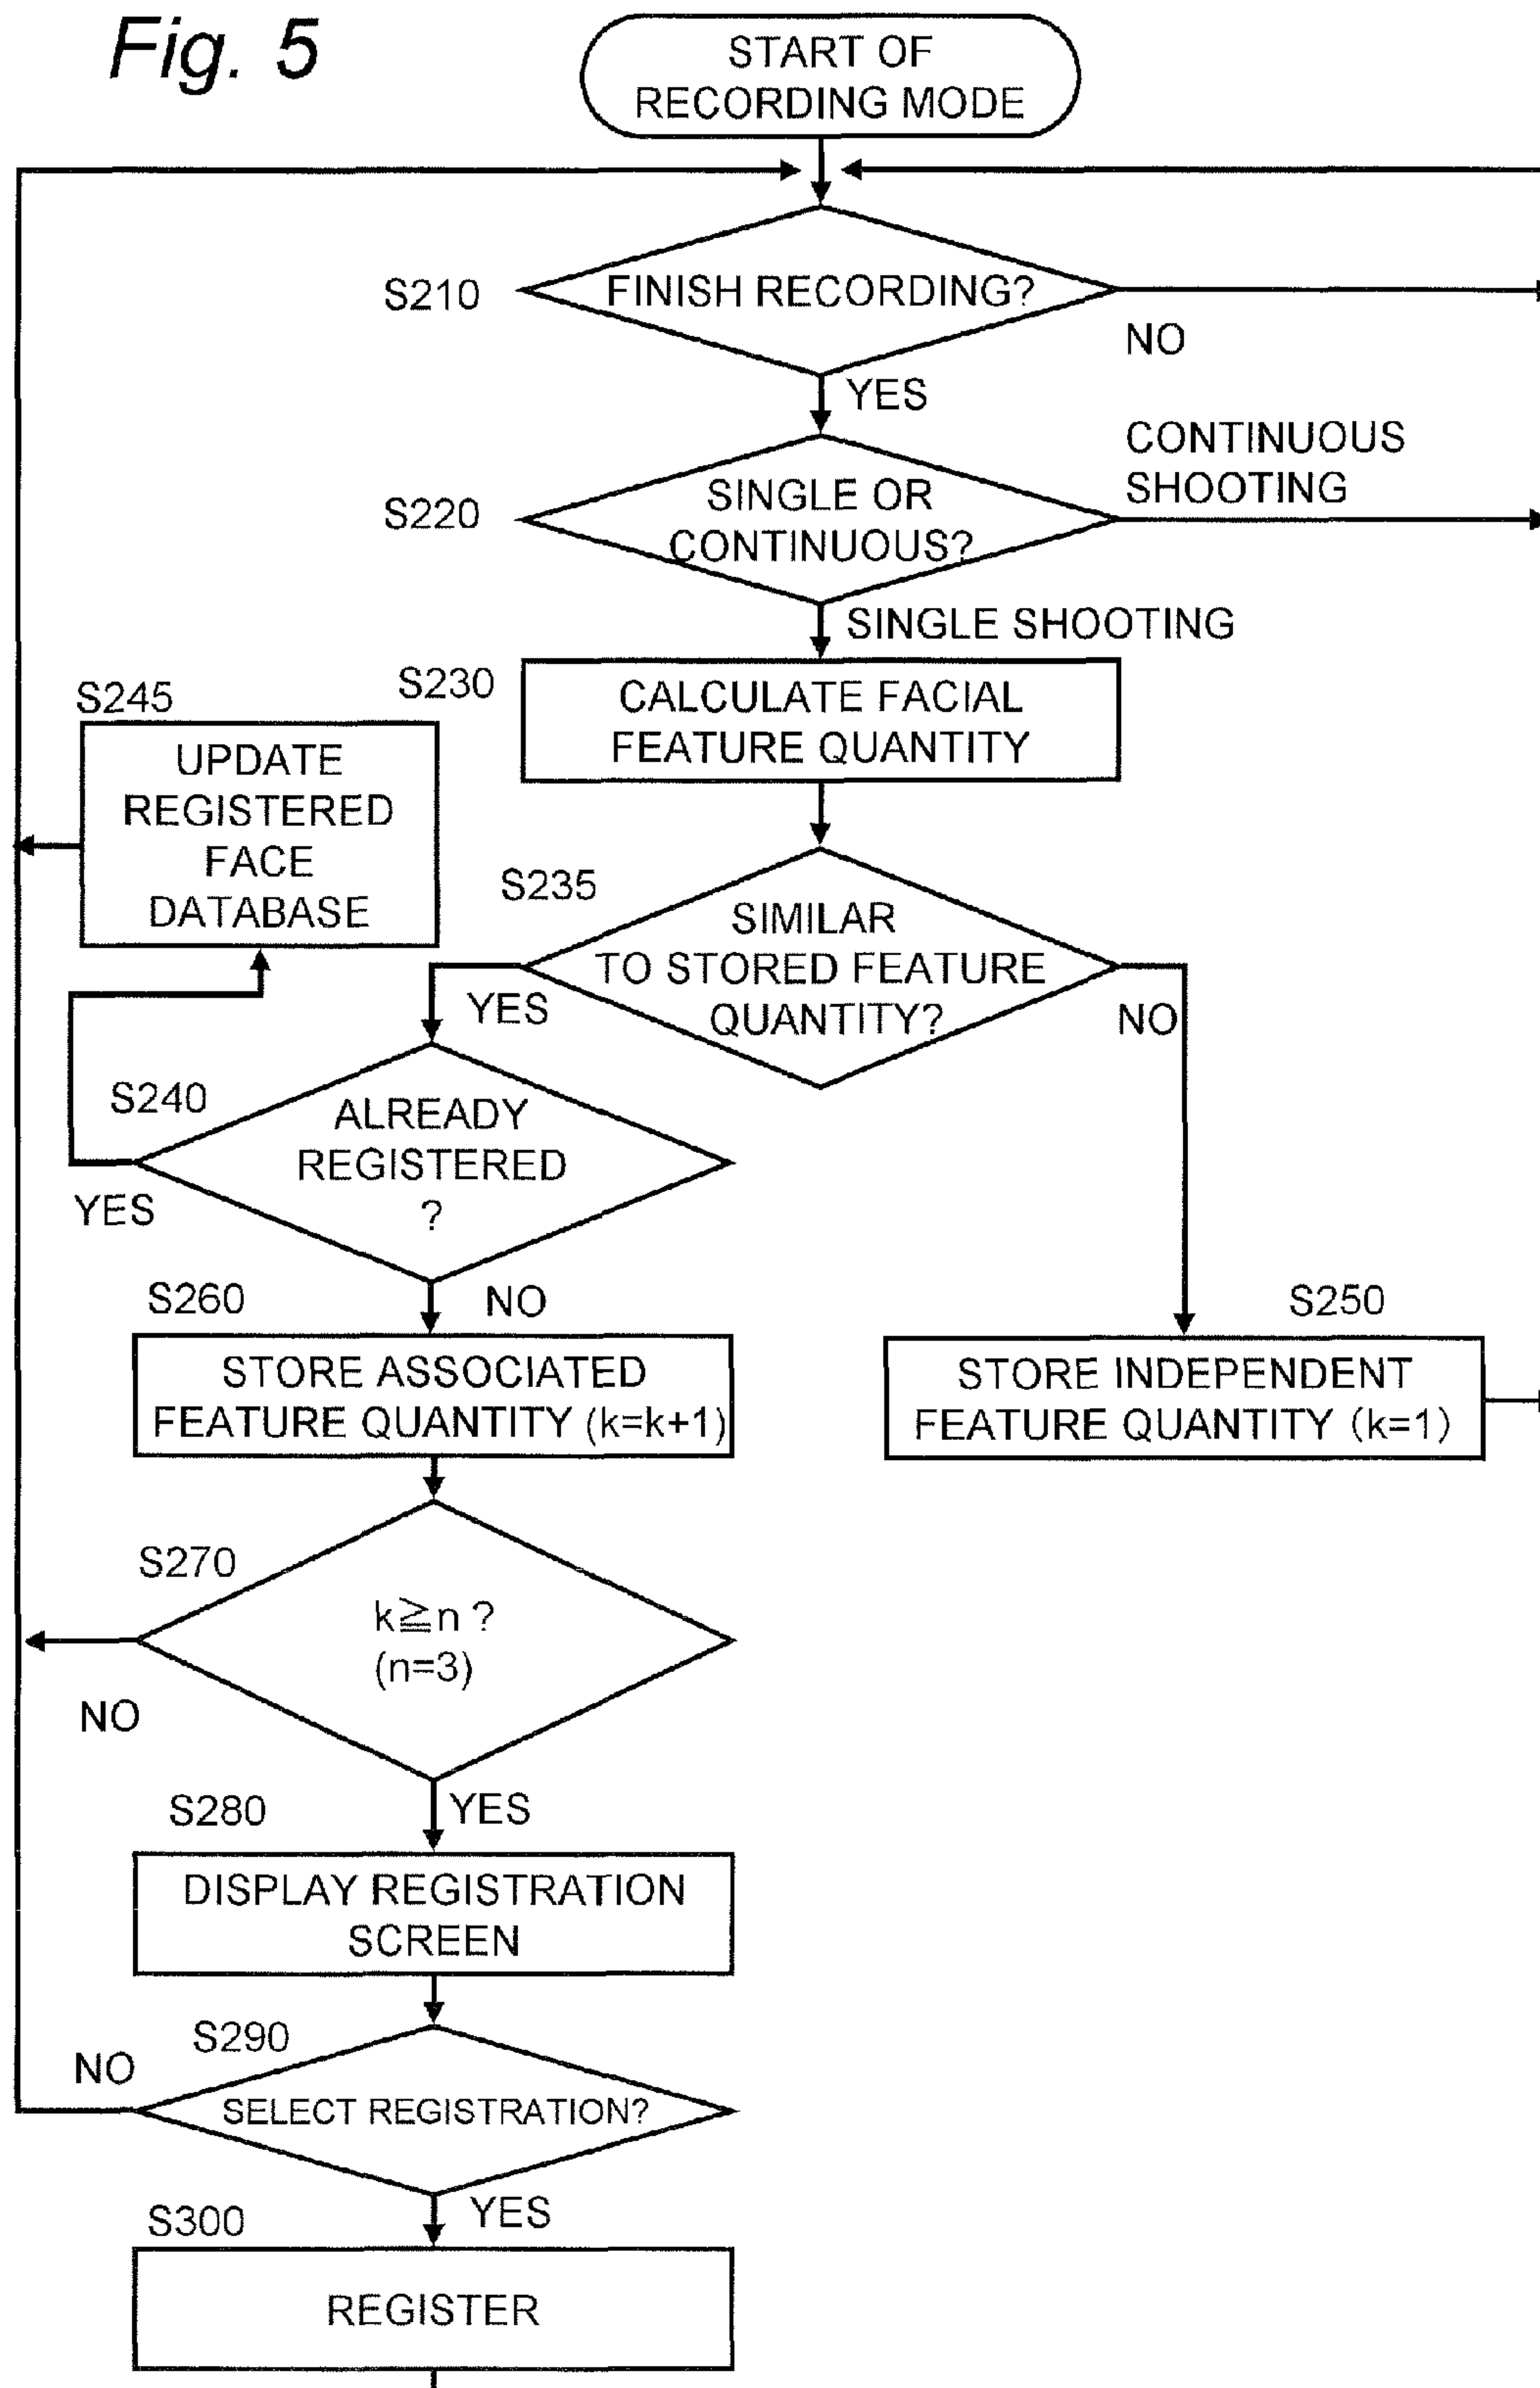 Fig. 5
START OF
RECORDING MODE
S210
FINISH RECORDING?
NO
YES
CONTINUOUS
SHOOTING
S220
SINGLE OR
CONTINUOUS?
SINGLE SHOOTING
S230
CALCULATE FACIAL
FEATURE QUANTITY
S245
UPDATE
REGISTERED
FACE
DATABASE
S235
SIMILAR
TO STORED FEATURE
QUANTITY?
YES
NO
S240
ALREADY
REGISTERED
?
YES
NO
S260
STORE ASSOCIATED
FEATURE QUANTITY (k=k+1)
S250
STORE INDEPENDENT
FEATURE QUANTITY (k=1)
S270
k≧n ?
(n=3)
NO
YES
S280
DISPLAY REGISTRATION
SCREEN
S290
NO
SELECT REGISTRATION?
YES
S300
REGISTER